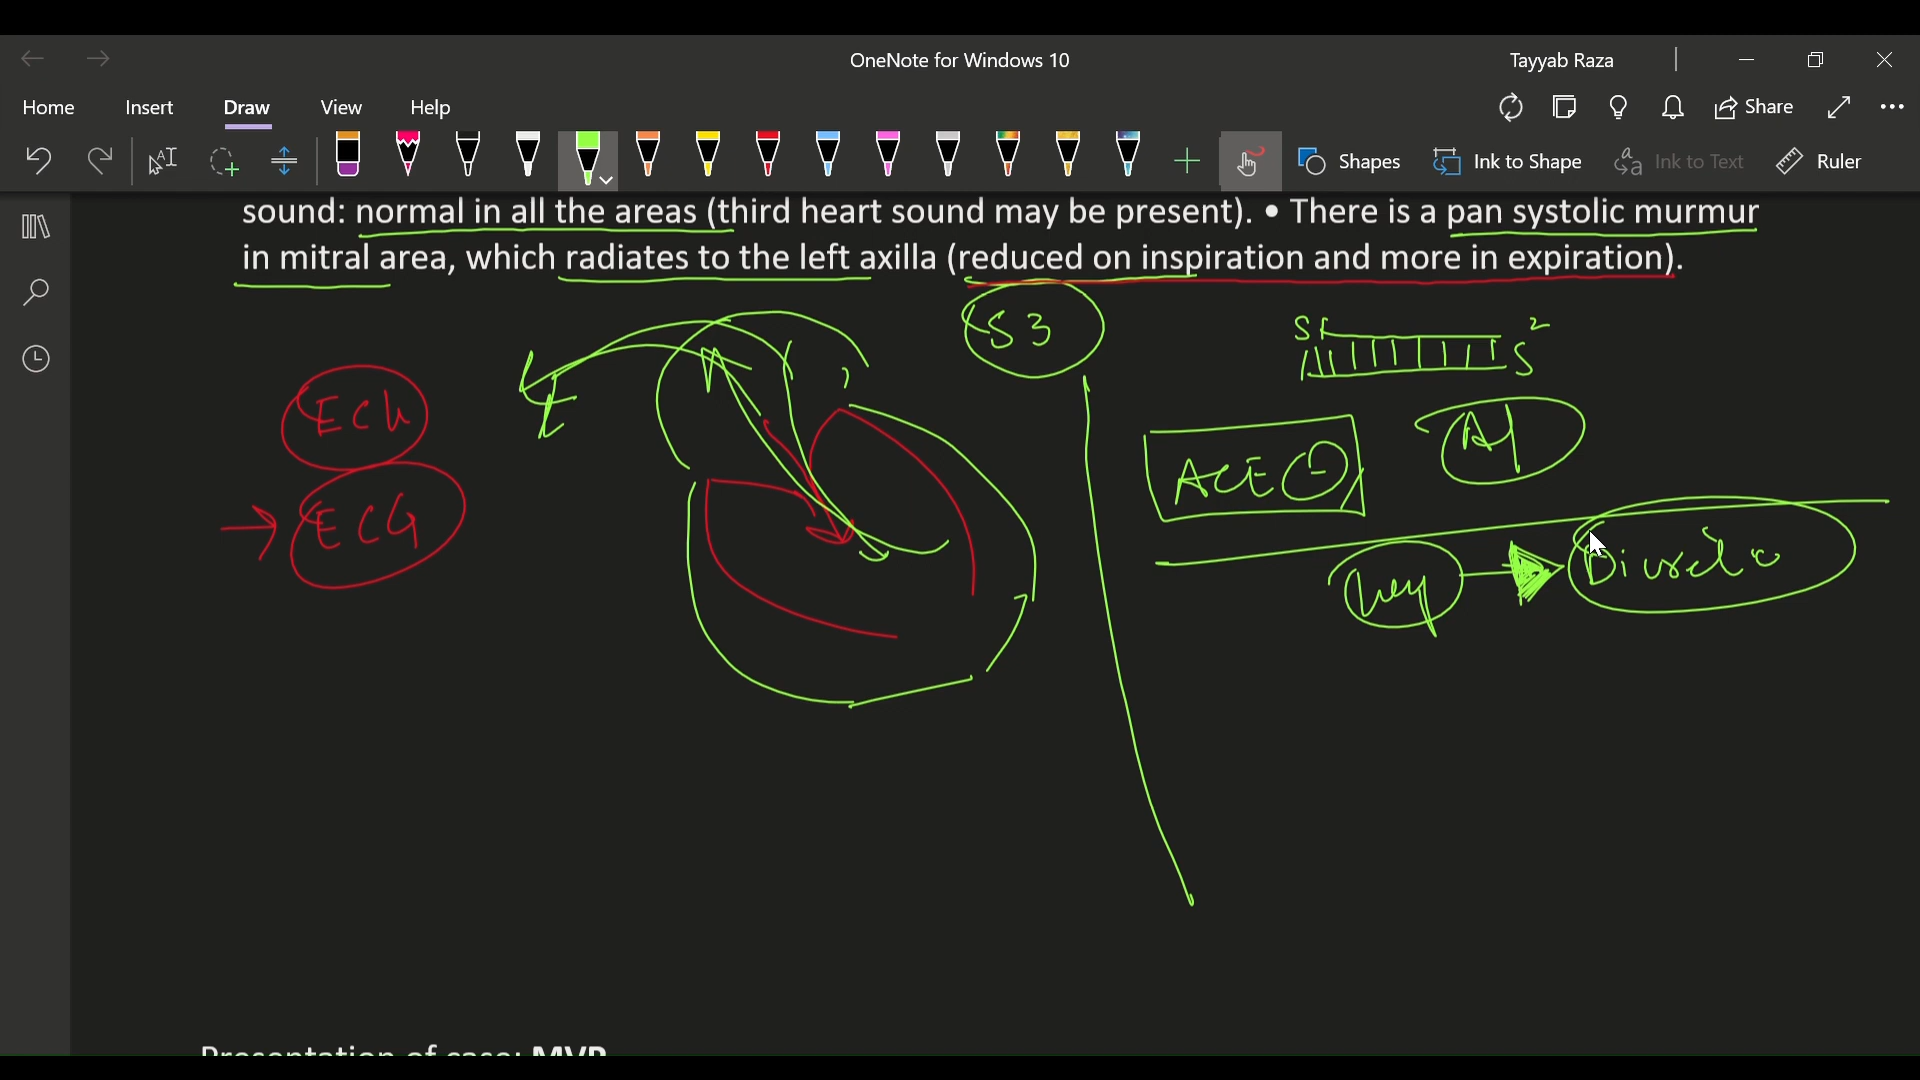 OneNote for Windows 10
Tayyab Raza
Home Insert Draw View Help
Share
Shapes Ink to Shape Ink to Text Ruler
sound: normal in all the areas (third heart sound may be present). • There is a pan systolic murmur
in mitral area, which radiates to the left axilla (reduced on inspiration and more in expiration).
S3
S1 S2
ECG
ACE